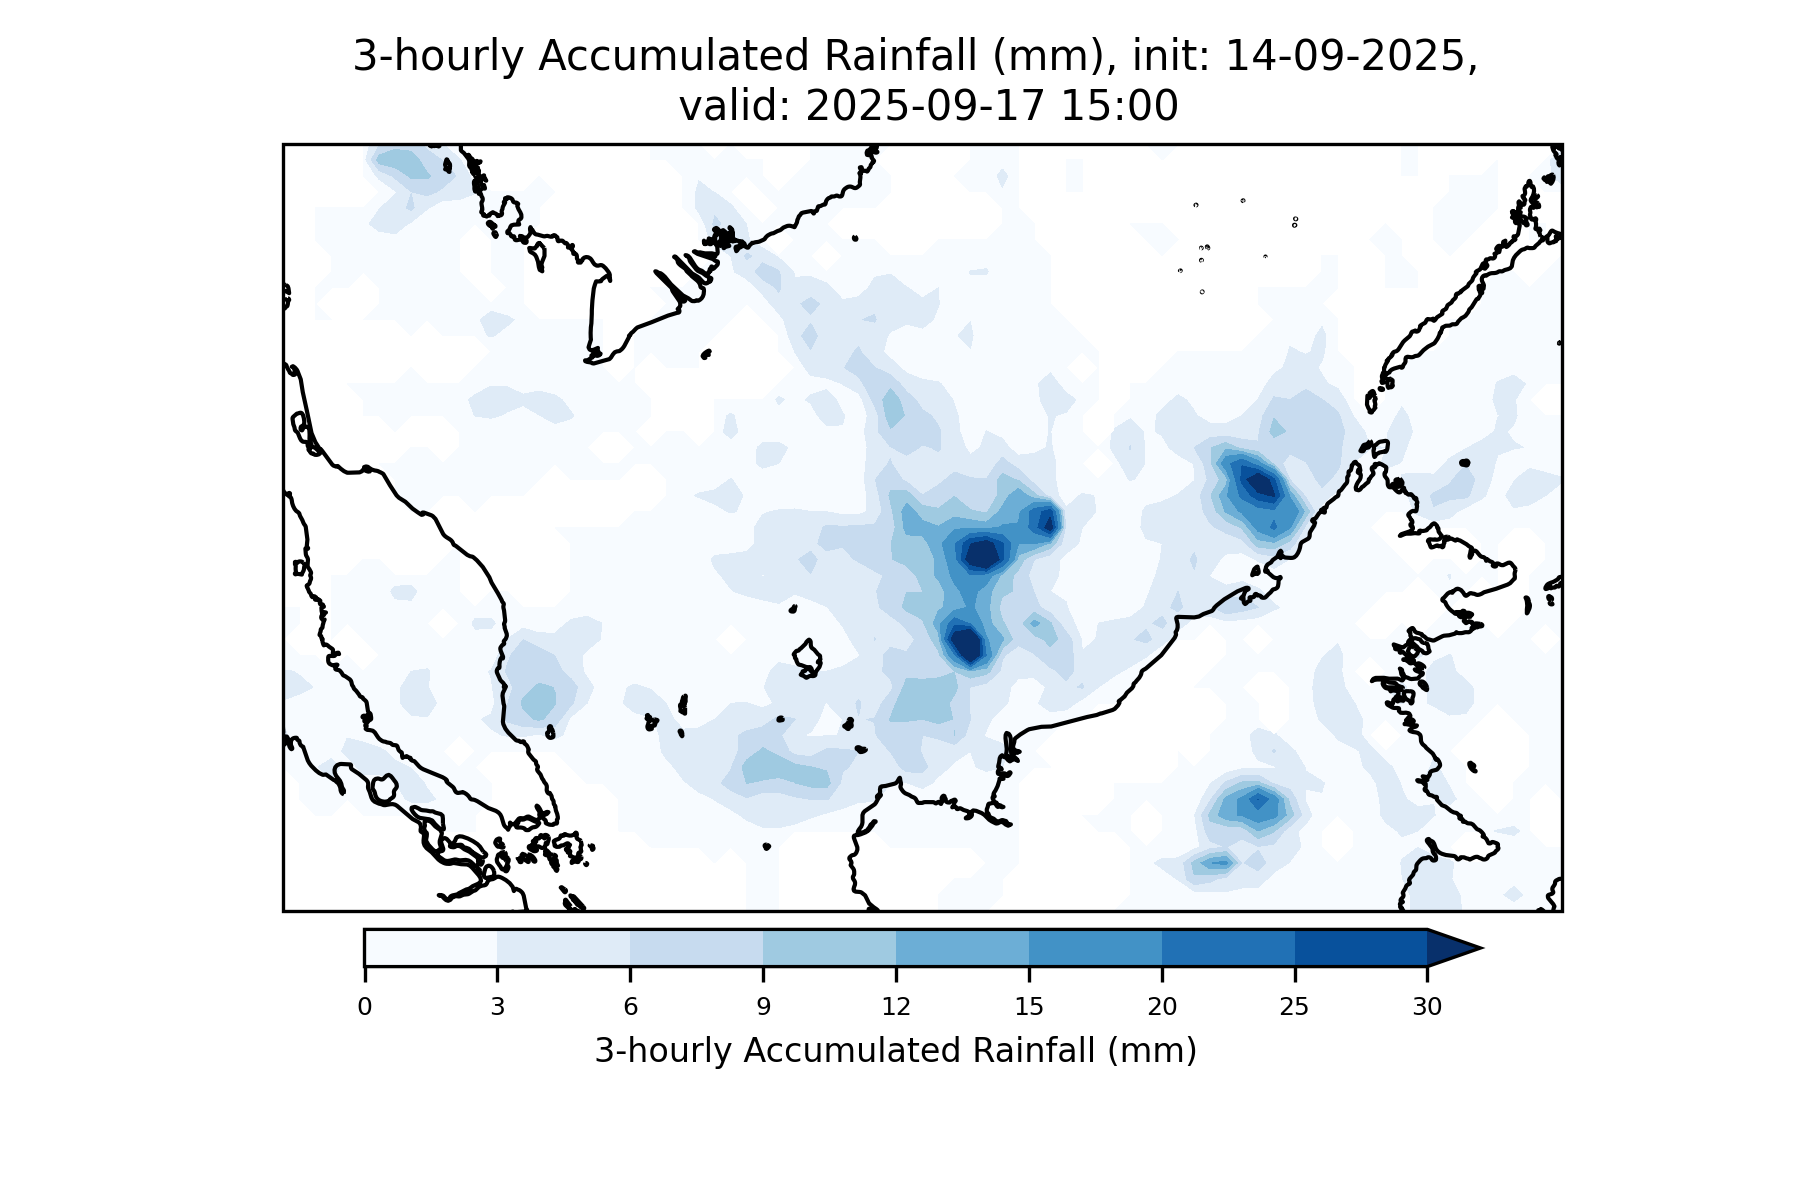 3-hourly Accumulated Rainfall (mm), init: 14-09-2025,
valid: 2025-09-17 15:00
0 3 6 9 12 15 20 25 30
3-hourly Accumulated Rainfall (mm)